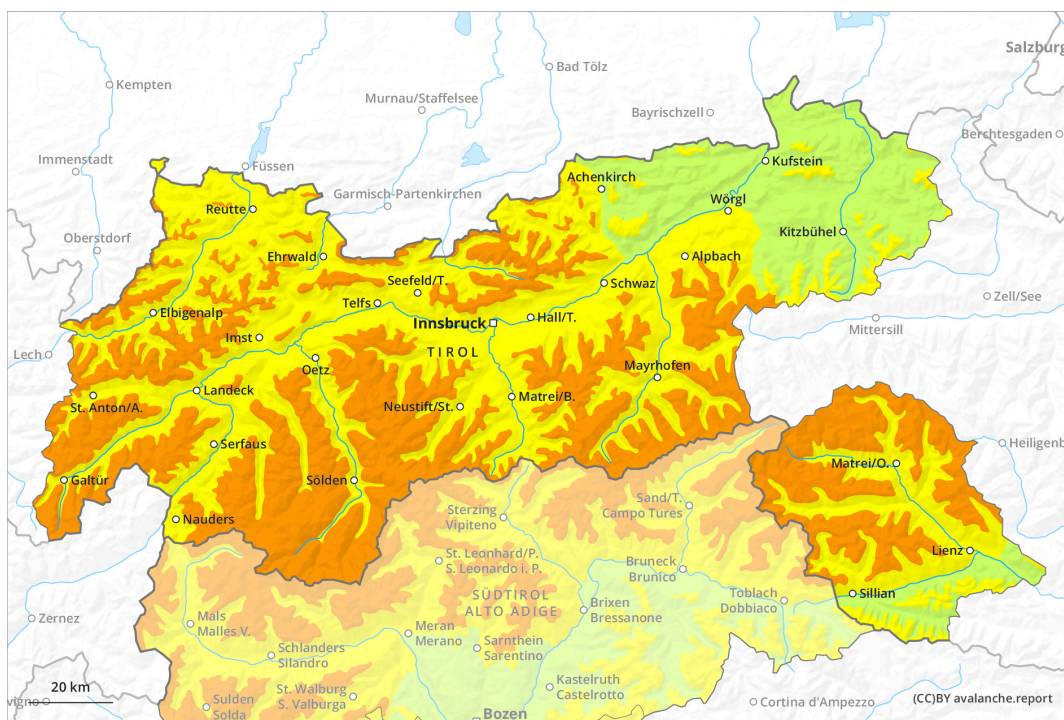 Salzburg
Bad Tölz
Kempten
Murnau/Staffelsee
Bayrischzell
Berchtesgaden
Immenstadt
Füssen
Kufstein
Achenkirch
Garmisch-Partenkirchen
Wörgl
Reutte
Oberstdorf
Kitzbühel
Ehrwald
Alpbach
Seefeld/T.
Schwaz
Zell/See
Telfs
Elbigenalp
Innsbruck
Hall/T.
Mittersill
Imst
TIROL
Lech
Oetz
Mayrhofen
Landeck
St. Anton/A.
Neustift/St.
Matrei/B.
Serfaus
Heiligenb
Matrei/O.
Galtür
Sölden
Sand/T.
Campo Tures
Sterzing
Vipiteno
Nauders
Lienz
St. Leonhard/P.
S. Leonardo i. P.
Bruneck
Brunico
SÜDTIROL
ALTO ADIGE
Toblach
Dobbiaco
Sillian
Brixen
Bressanone
Mals
Malles V.
Zernez
Meran
Merano
Sarnthein
Sarentino
Schlanders
Silandro
20 km
St. Walburg
S. Valburga
Kastelruth
Castelrotto
vigno
Sulden
Solda
Cortina d'Ampezzo
(CC)BY avalanche.report
Bozen